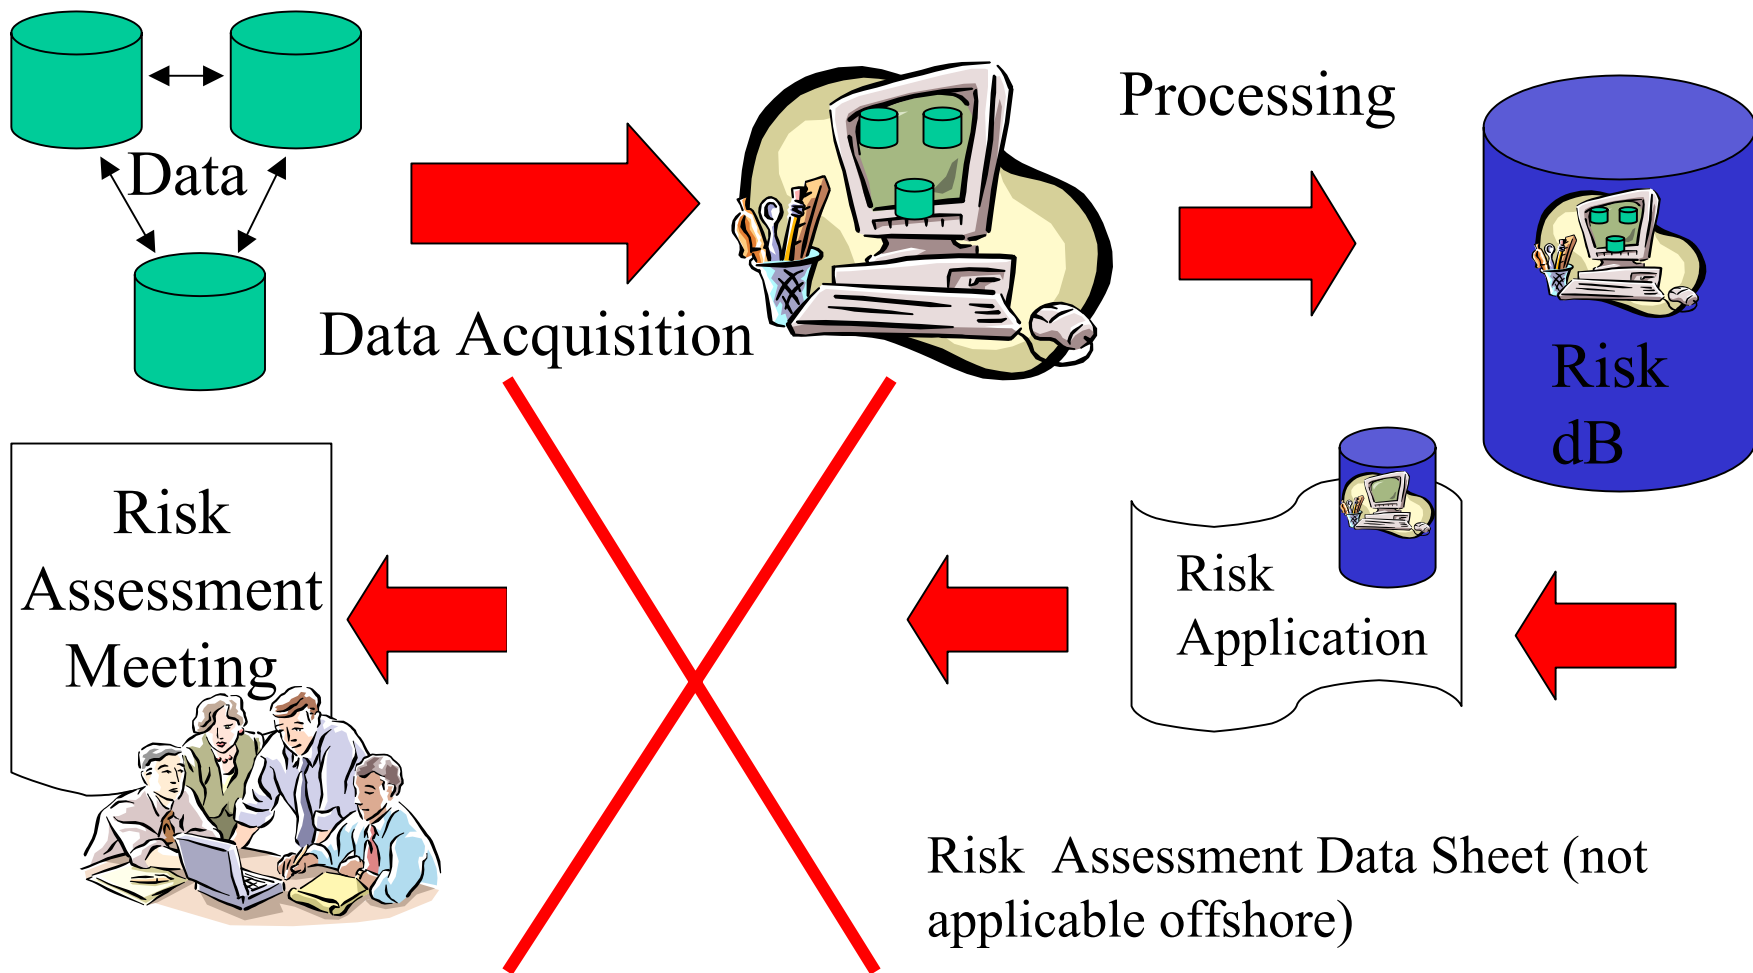 Data
Data Acquisition
Processing
Risk
dB
Risk
Application
Risk
Assessment
Meeting
Risk Assessment Data Sheet (not
applicable offshore)